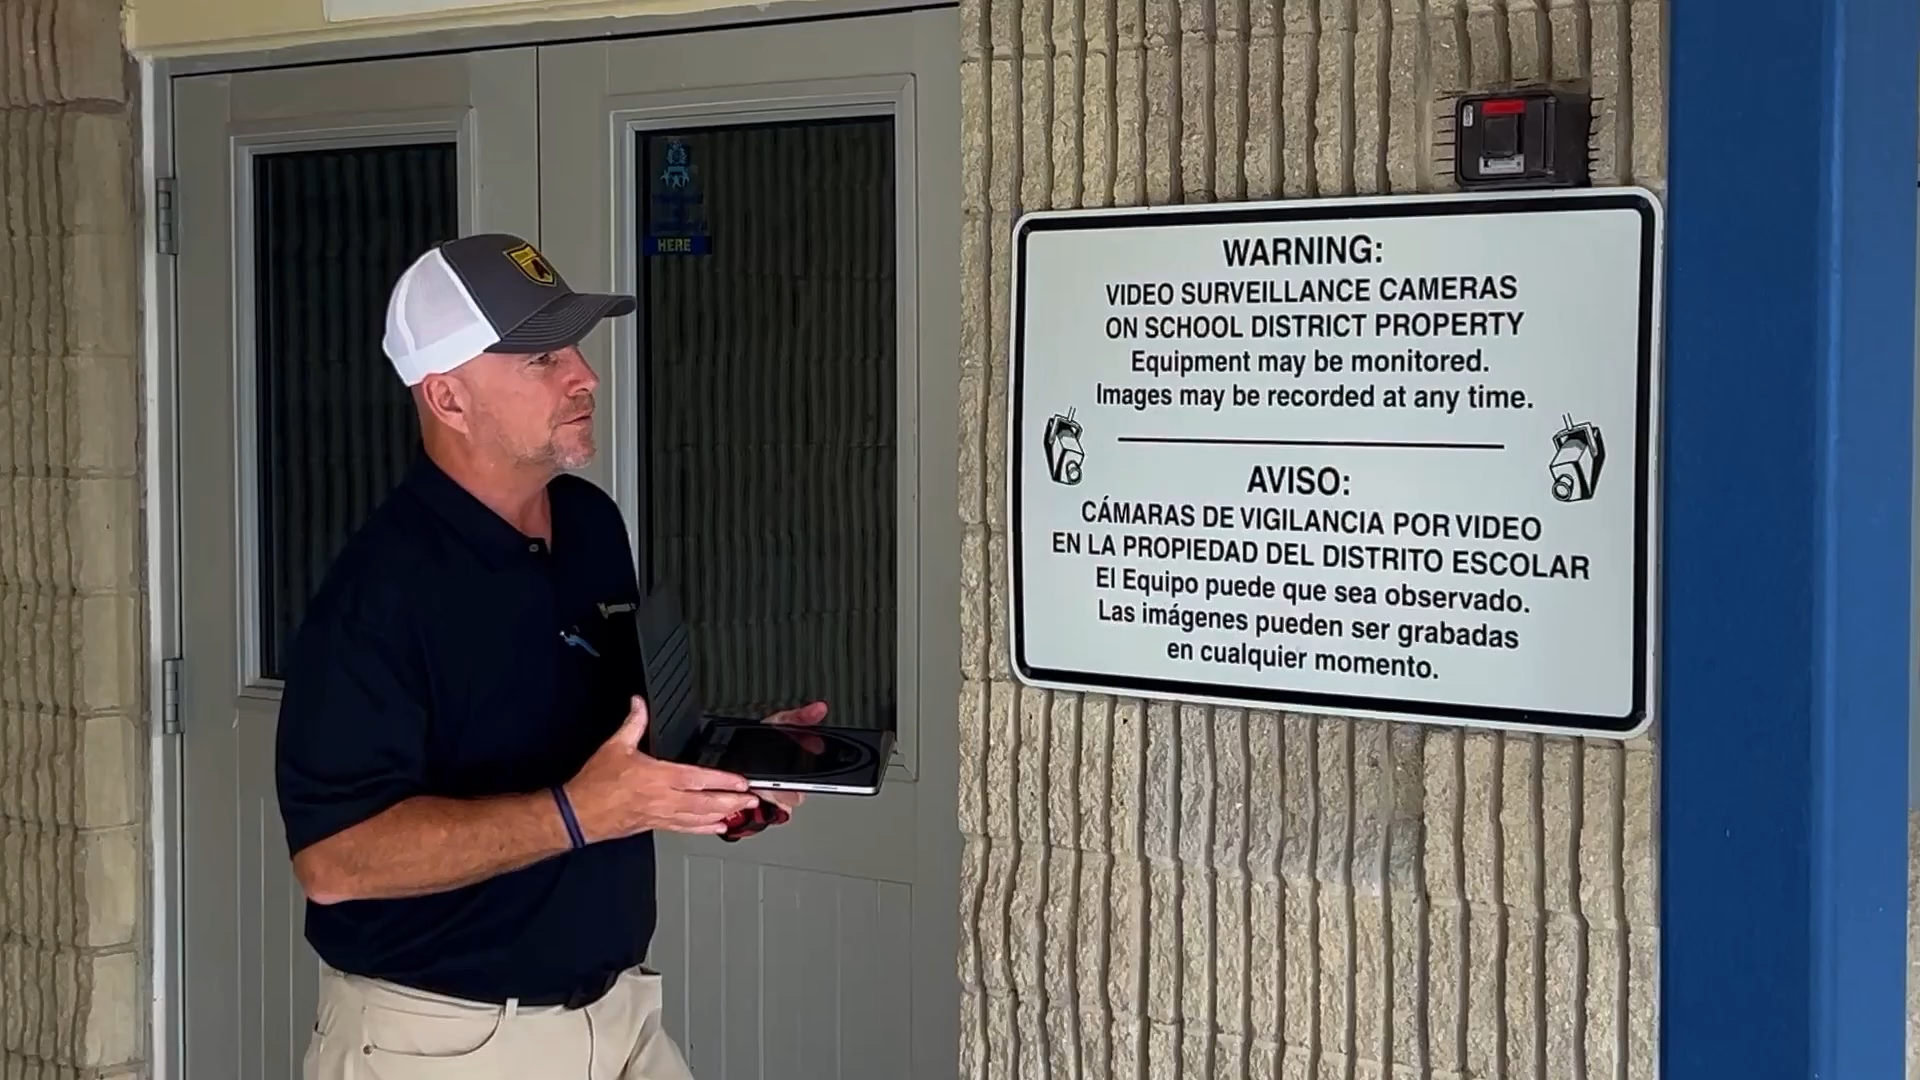 HERE
WARNING:
VIDEO SURVEILLANCE CAMERAS
ON SCHOOL DISTRICT PROPERTY
Equipment may be monitored.
Images may be recorded at any time.
AVISO:
CÁMARAS DE VIGILANCIA POR VIDEO
EN LA PROPIEDAD DEL DISTRITO ESCOLAR
El Equipo puede que sea observado.
Las imágenes pueden ser grabadas
en cualquier momento.